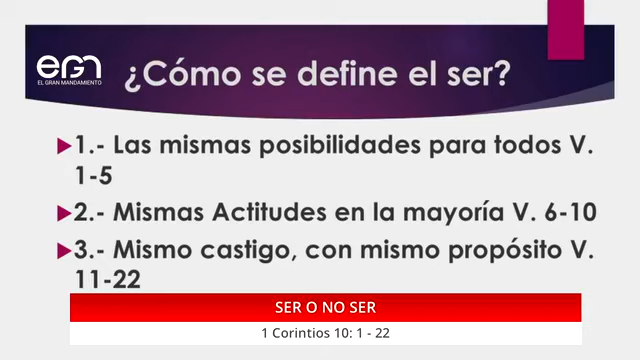 EGM
EL GRAN MANDAMIENTO
¿Cómo se define el ser?
1.- Las mismas posibilidades para todos V.
1-5
2.- Mismas Actitudes en la mayoría V. 6-10
3.- Mismo castigo, con mismo propósito V.
11-22
SER O NO SER
1 Corintios 10: 1 - 22